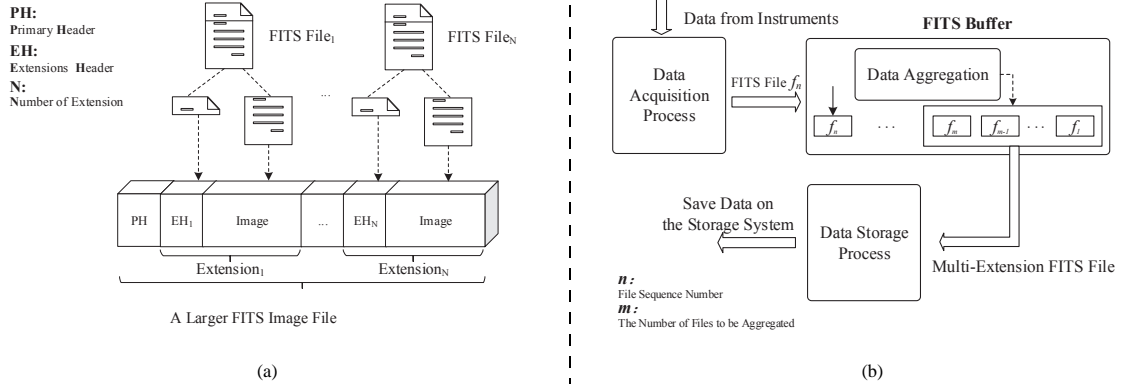 PH:
Primary Header
EH:
Extensions Header
N:
Number of Extension
FITS File1
FITS FileN
...
PH
EH1
Image
...
EHN
Image
Extension1
ExtensionN
A Larger FITS Image File
(a)
Data from Instruments
Data
Acquisition
Process
FITS File fn
FITS Buffer
Data Aggregation
fn
...
fm
fm-1
...
f1
Save Data on
the Storage System
Data Storage
Process
Multi-Extension FITS File
n:
File Sequence Number
m:
The Number of Files to be Aggregated
(b)